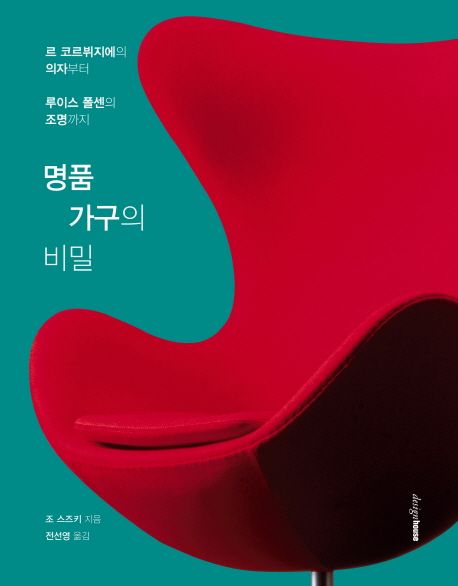 르 코르뷔지에의
의자부터
루이스 폴센의
조명까지
명품
가구의
비밀
조 스즈키 지음
전선영 옮김
designhouse